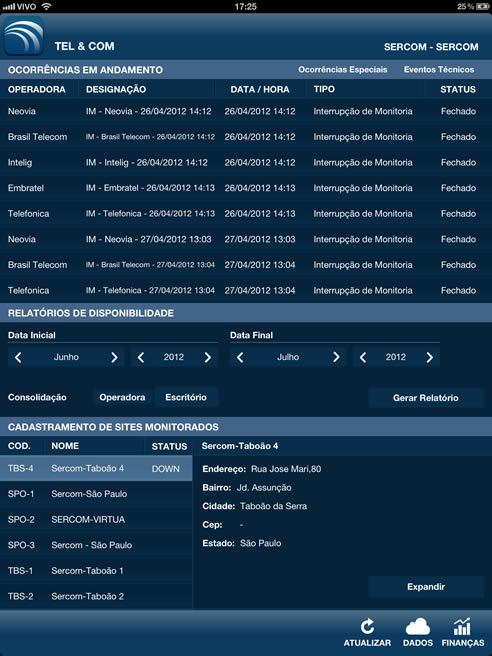 VIVO 17:25 25 %
TEL & COM SERCOM - SERCOM
OCORRÊNCIAS EM ANDAMENTO Ocorrências Especiais Eventos Técnicos
OPERADORA DESIGNAÇÃO DATA / HORA TIPO STATUS
Neovia IM - Neovia - 26/04/2012 14:12 26/04/2012 14:12 Interrupção de Monitoria Fechado
Brasil Telecom IM - Brasil Telecom - 26/04/2012 14:12 26/04/2012 14:12 Interrupção de Monitoria Fechado
Intelig IM - Intelig - 26/04/2012 14:12 26/04/2012 14:12 Interrupção de Monitoria Fechado
Embratel IM - Embratel - 26/04/2012 14:13 26/04/2012 14:13 Interrupção de Monitoria Fechado
Telefonica IM - Telefonica - 26/04/2012 14:13 26/04/2012 14:13 Interrupção de Monitoria Fechado
Neovia IM - Neovia - 27/04/2012 13:03 27/04/2012 13:03 Interrupção de Monitoria Fechado
Brasil Telecom IM - Brasil Telecom - 27/04/2012 13:04 27/04/2012 13:04 Interrupção de Monitoria Fechado
Telefonica IM - Telefonica - 27/04/2012 13:04 27/04/2012 13:04 Interrupção de Monitoria Fechado
RELATÓRIOS DE DISPONIBILIDADE
Data Inicial Data Final
Junho 2012 Julho 2012
Consolidação Operadora Escritório Gerar Relatório
CADASTRAMENTO DE SITES MONITORADOS
COD. NOME STATUS Sercom-Taboão 4
TBS-4 Sercom-Taboão 4 DOWN Endereço: Rua Jose Mari,80
Bairro: Jd. Assunção
SPO-1 Sercom-São Paulo
Cidade: Taboão da Serra
SPO-2 SERCOM-VIRTUA Cep: -
SPO-3 Sercom - São Paulo Estado: São Paulo
TBS-1 Sercom-Taboão 1
Expandir
TBS-2 Sercom-Taboão 2
ATUALIZAR DADOS FINANÇAS